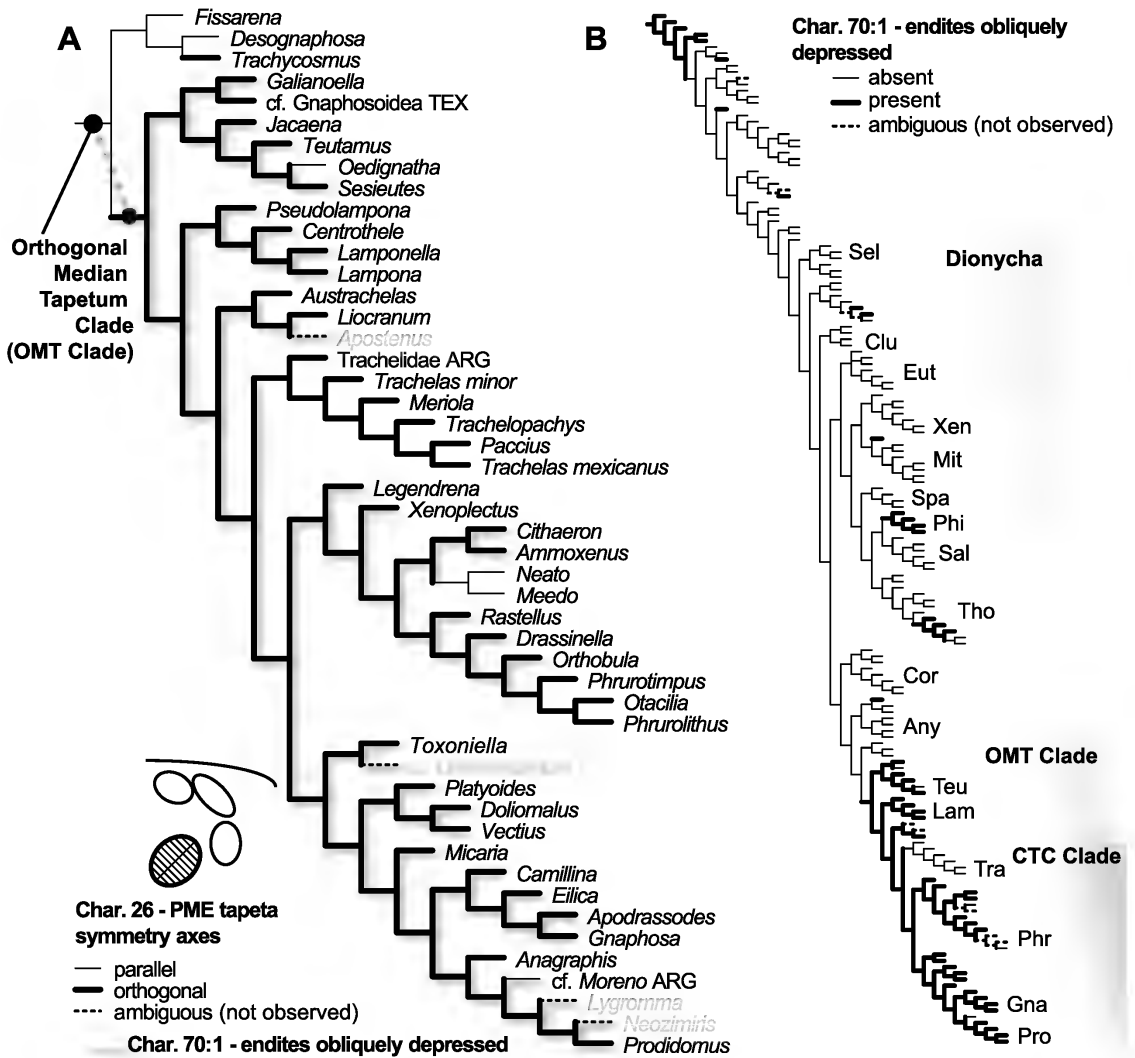 A
Fissarena
Desognaphosa
Trachycosmus
Galianoella
cf. Gnaphosoidea TEX
Jacaena
Teutamus
Oedignatha
Sesieutes
Pseudolampona
Centrothele
Lamponella
Lampona
Austrachelas
Liocranum
Apostenus
Trachelidae ARG
Trachelas minor
Meriola
Trachelopachys
Paccius
Trachelas mexicanus
Legendrena
Xenoplectus
Cithaeron
Ammoxenus
Neato
Meedo
Rastellus
Drassinella
Orthobula
Phrurotimpus
Otacilia
Phrurolithus
Toxoniella
Platyoides
Doliomalus
Vectius
Micaria
Camillina
Eilica
Apodrassodes
Gnaphosa
Anagraphis
cf. Moreno ARG
Lygromma
Neozimiris
Prodidomus
Orthogonal
Median
Tapetum
Clade
(OMT Clade)
Char. 26 - PME tapeta
symmetry axes
parallel
orthogonal
ambiguous (not observed)
Char. 70:1 - endites obliquely depressed
B
Char. 70:1 - endites obliquely
depressed
absent
present
ambiguous (not observed)
Sel
Dionycha
Clu
Eut
Xen
Mit
Spa
Phi
Sal
Tho
Cor
Any
OMT Clade
Teu
Lam
CTC Clade
Tra
Phr
Gna
Pro